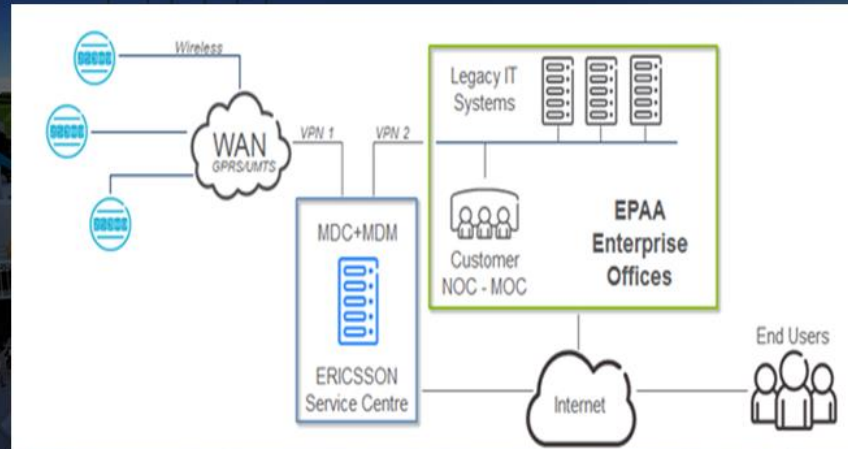 Wireless
WAN
GPRS/UMTS
VPN 1
VPN 2
Legacy IT
Systems
Customer
NOC - MOC
EPAA
Enterprise
Offices
MDC+MDM
ERICSSON
Service Centre
Internet
End Users